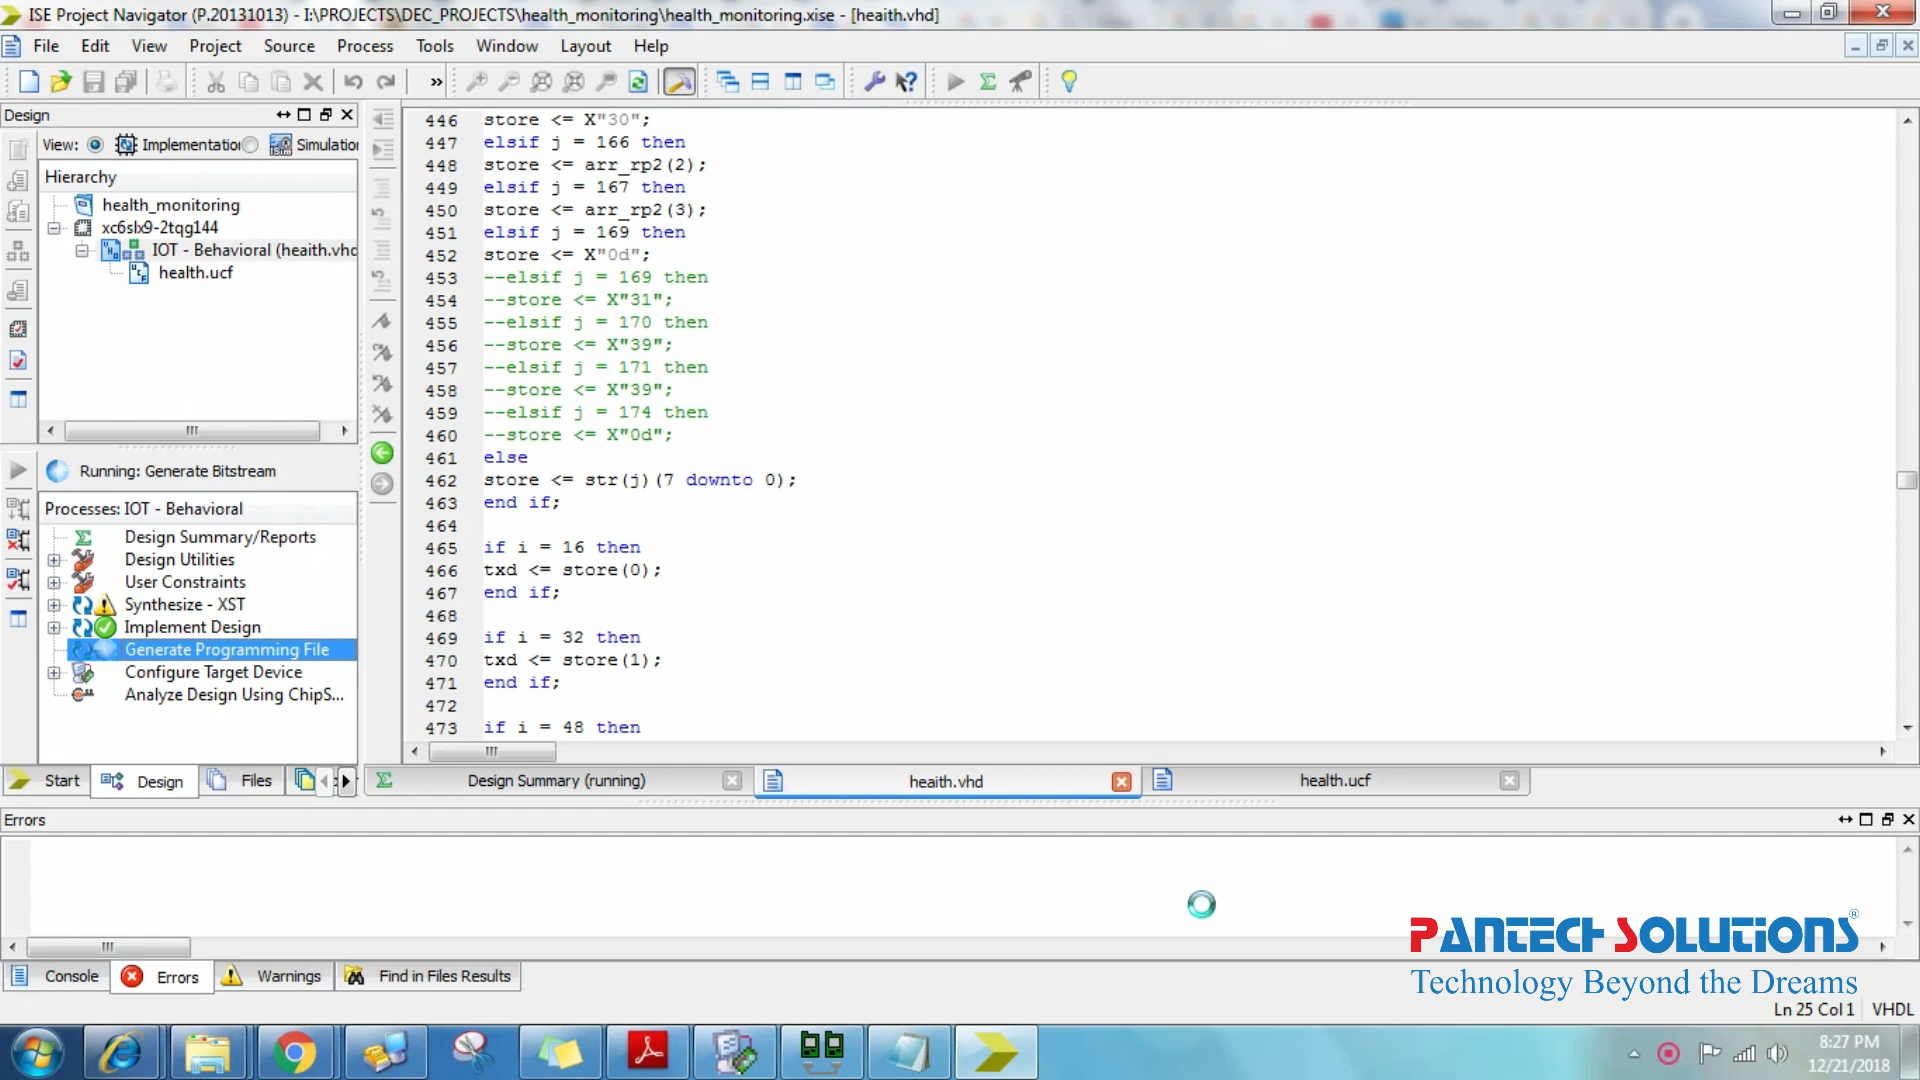 ISE Project Navigator (P.20131013) - I:\PROJECTS\DEC_PROJECTS\health_monitoring\health_monitoring.xise - [heaith.vhd]
File Edit View Project Source Process Tools Window Layout Help
Design
View: Implementation Simulation
Hierarchy
health_monitoring
xc6slx9-2tqg144
IOT - Behavioral (heaith.vhd
health.ucf
Running: Generate Bitstream
Processes: IOT - Behavioral
Design Summary/Reports
Design Utilities
User Constraints
Synthesize - XST
Implement Design
Generate Programming File
Configure Target Device
Analyze Design Using ChipS...
Start Design Files
446 store <= X"30";
447 elsif j = 166 then
448 store <= arr_rp2(2);
449 elsif j = 167 then
450 store <= arr_rp2(3);
451 elsif j = 169 then
452 store <= X"0d";
453 --elsif j = 169 then
454 --store <= X"31";
455 --elsif j = 170 then
456 --store <= X"39";
457 --elsif j = 171 then
458 --store <= X"39";
459 --elsif j = 174 then
460 --store <= X"0d";
461 else
462 store <= str(j)(7 downto 0);
463 end if;
464
465 if i = 16 then
466 txd <= store(0);
467 end if;
468
469 if i = 32 then
470 txd <= store(1);
471 end if;
472
473 if i = 48 then
Design Summary (running) heaith.vhd health.ucf
Errors
Console Errors Warnings Find in Files Results
PANTECH SOLUTIONS®
Technology Beyond the Dreams
Ln 25 Col 1 VHDL
8:27 PM
12/21/2018